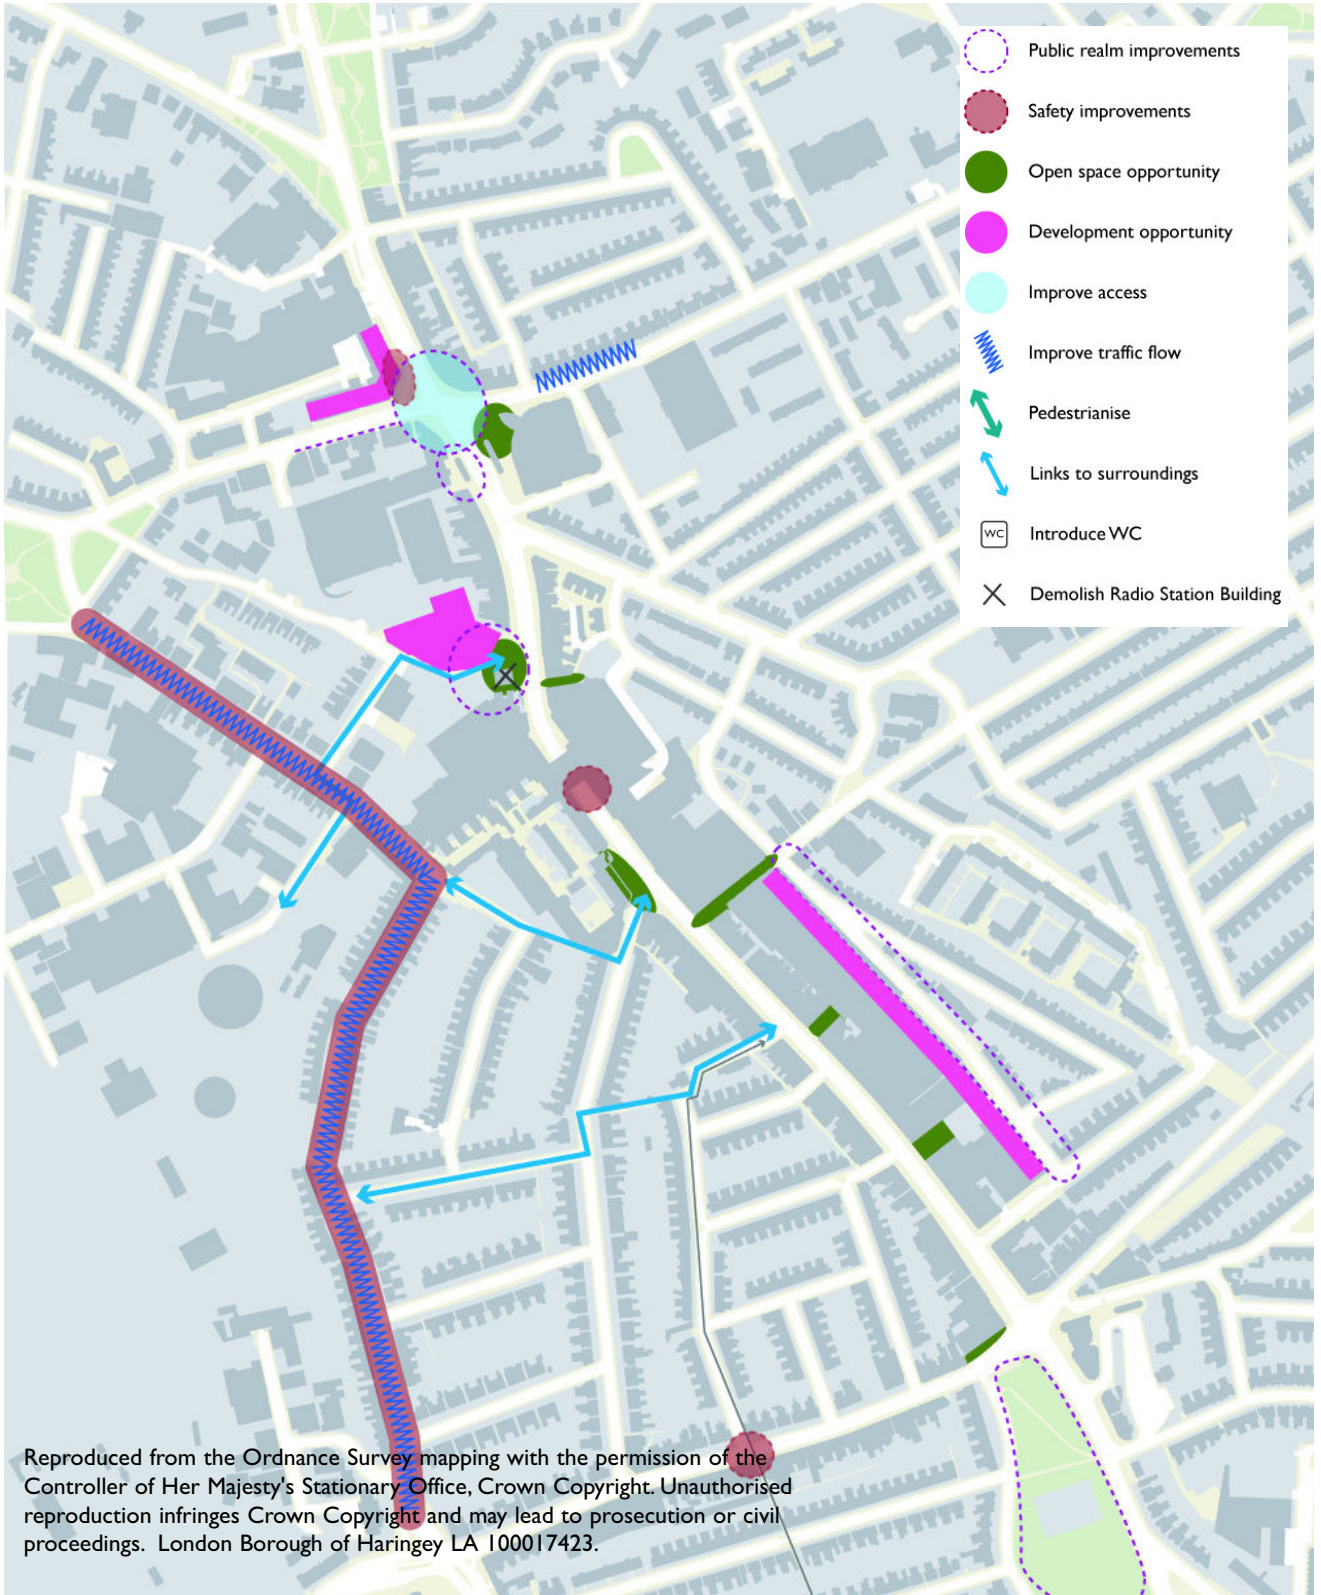 Public realm improvements
Safety improvements
Open space opportunity
Development opportunity
Improve access
Improve traffic flow
Pedestrianise
Links to surroundings
WC Introduce WC
Demolish Radio Station Building
Reproduced from the Ordnance Survey mapping with the permission of the
Controller of Her Majesty's Stationary Office, Crown Copyright. Unauthorised
reproduction infringes Crown Copyright and may lead to prosecution or civil
proceedings. London Borough of Haringey LA 100017423.